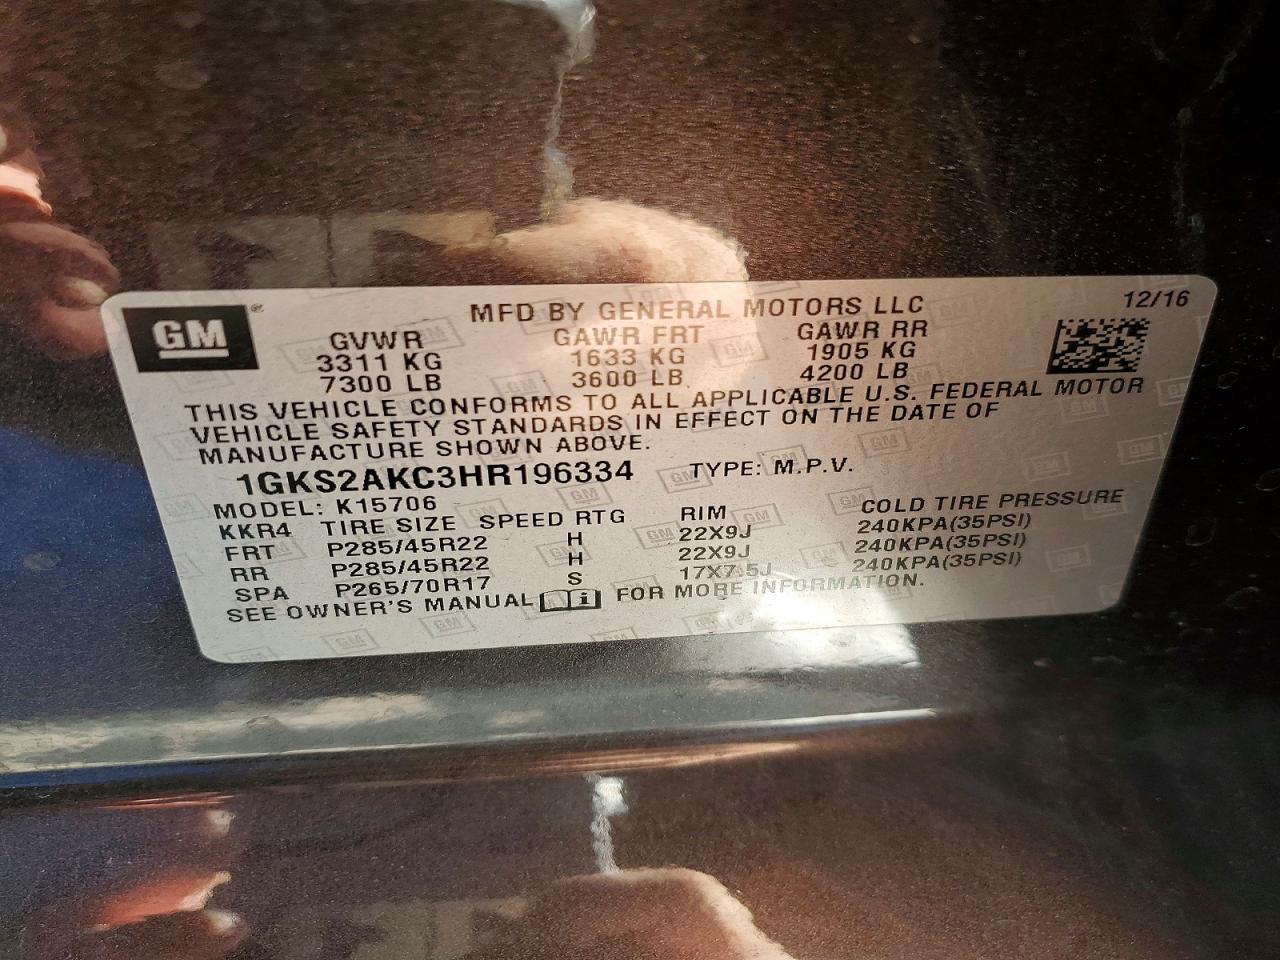 GM
MFD BY GENERAL MOTORS LLC
12/16
GVWR GAWR FRT GAWR RR
3311 KG 1633 KG 1905 KG
7300 LB 3600 LB 4200 LB
THIS VEHICLE CONFORMS TO ALL APPLICABLE U.S. FEDERAL MOTOR
VEHICLE SAFETY STANDARDS IN EFFECT ON THE DATE OF
MANUFACTURE SHOWN ABOVE.
1GKS2AKC3HR196334 TYPE: M.P.V.
MODEL: K15706
KKR4 TIRE SIZE SPEED RTG RIM COLD TIRE PRESSURE
FRT P285/45R22 H 22X9J 240KPA(35PSI)
RR P285/45R22 H 22X9J 240KPA(35PSI)
SPA P265/70R17 S 17X7.5J 240KPA(35PSI)
SEE OWNER'S MANUAL FOR MORE INFORMATION.